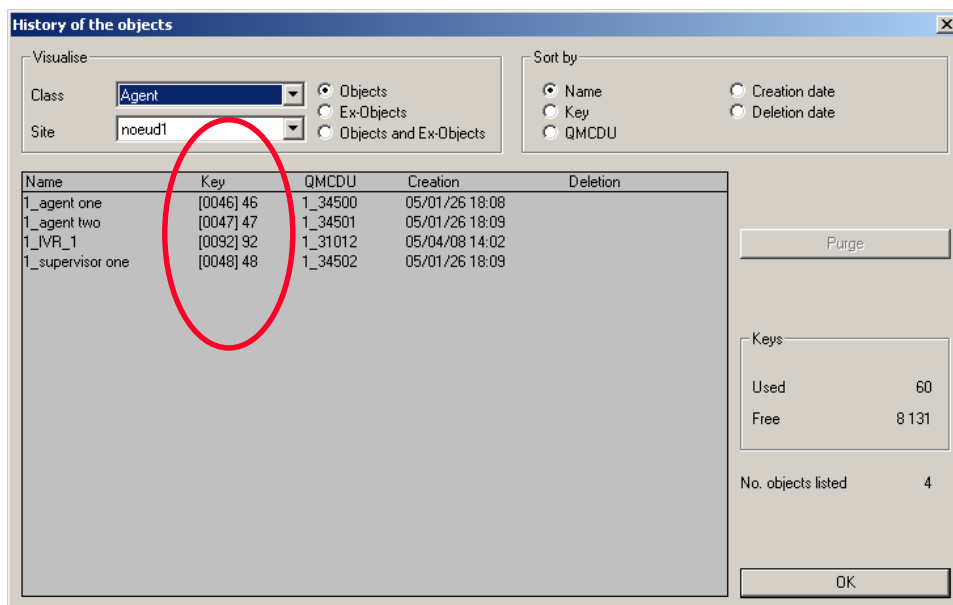 History of the objects
Visualise
Class Agent
Site noeud1
Objects
Ex-Objects
Objects and Ex-Objects
Sort by
Name
Key
QMCDU
Creation date
Deletion date
Name Key QMCDU Creation Deletion
1_agent one [0046] 46 1_34500 05/01/26 18:08
1_agent two [0047] 47 1_34501 05/01/26 18:09
1_IVR_1 [0092] 92 1_31012 05/04/08 14:02
1_supervisor one [0048] 48 1_34502 05/01/26 18:09
Purge
Keys
Used 60
Free 8 131
No. objects listed 4
OK